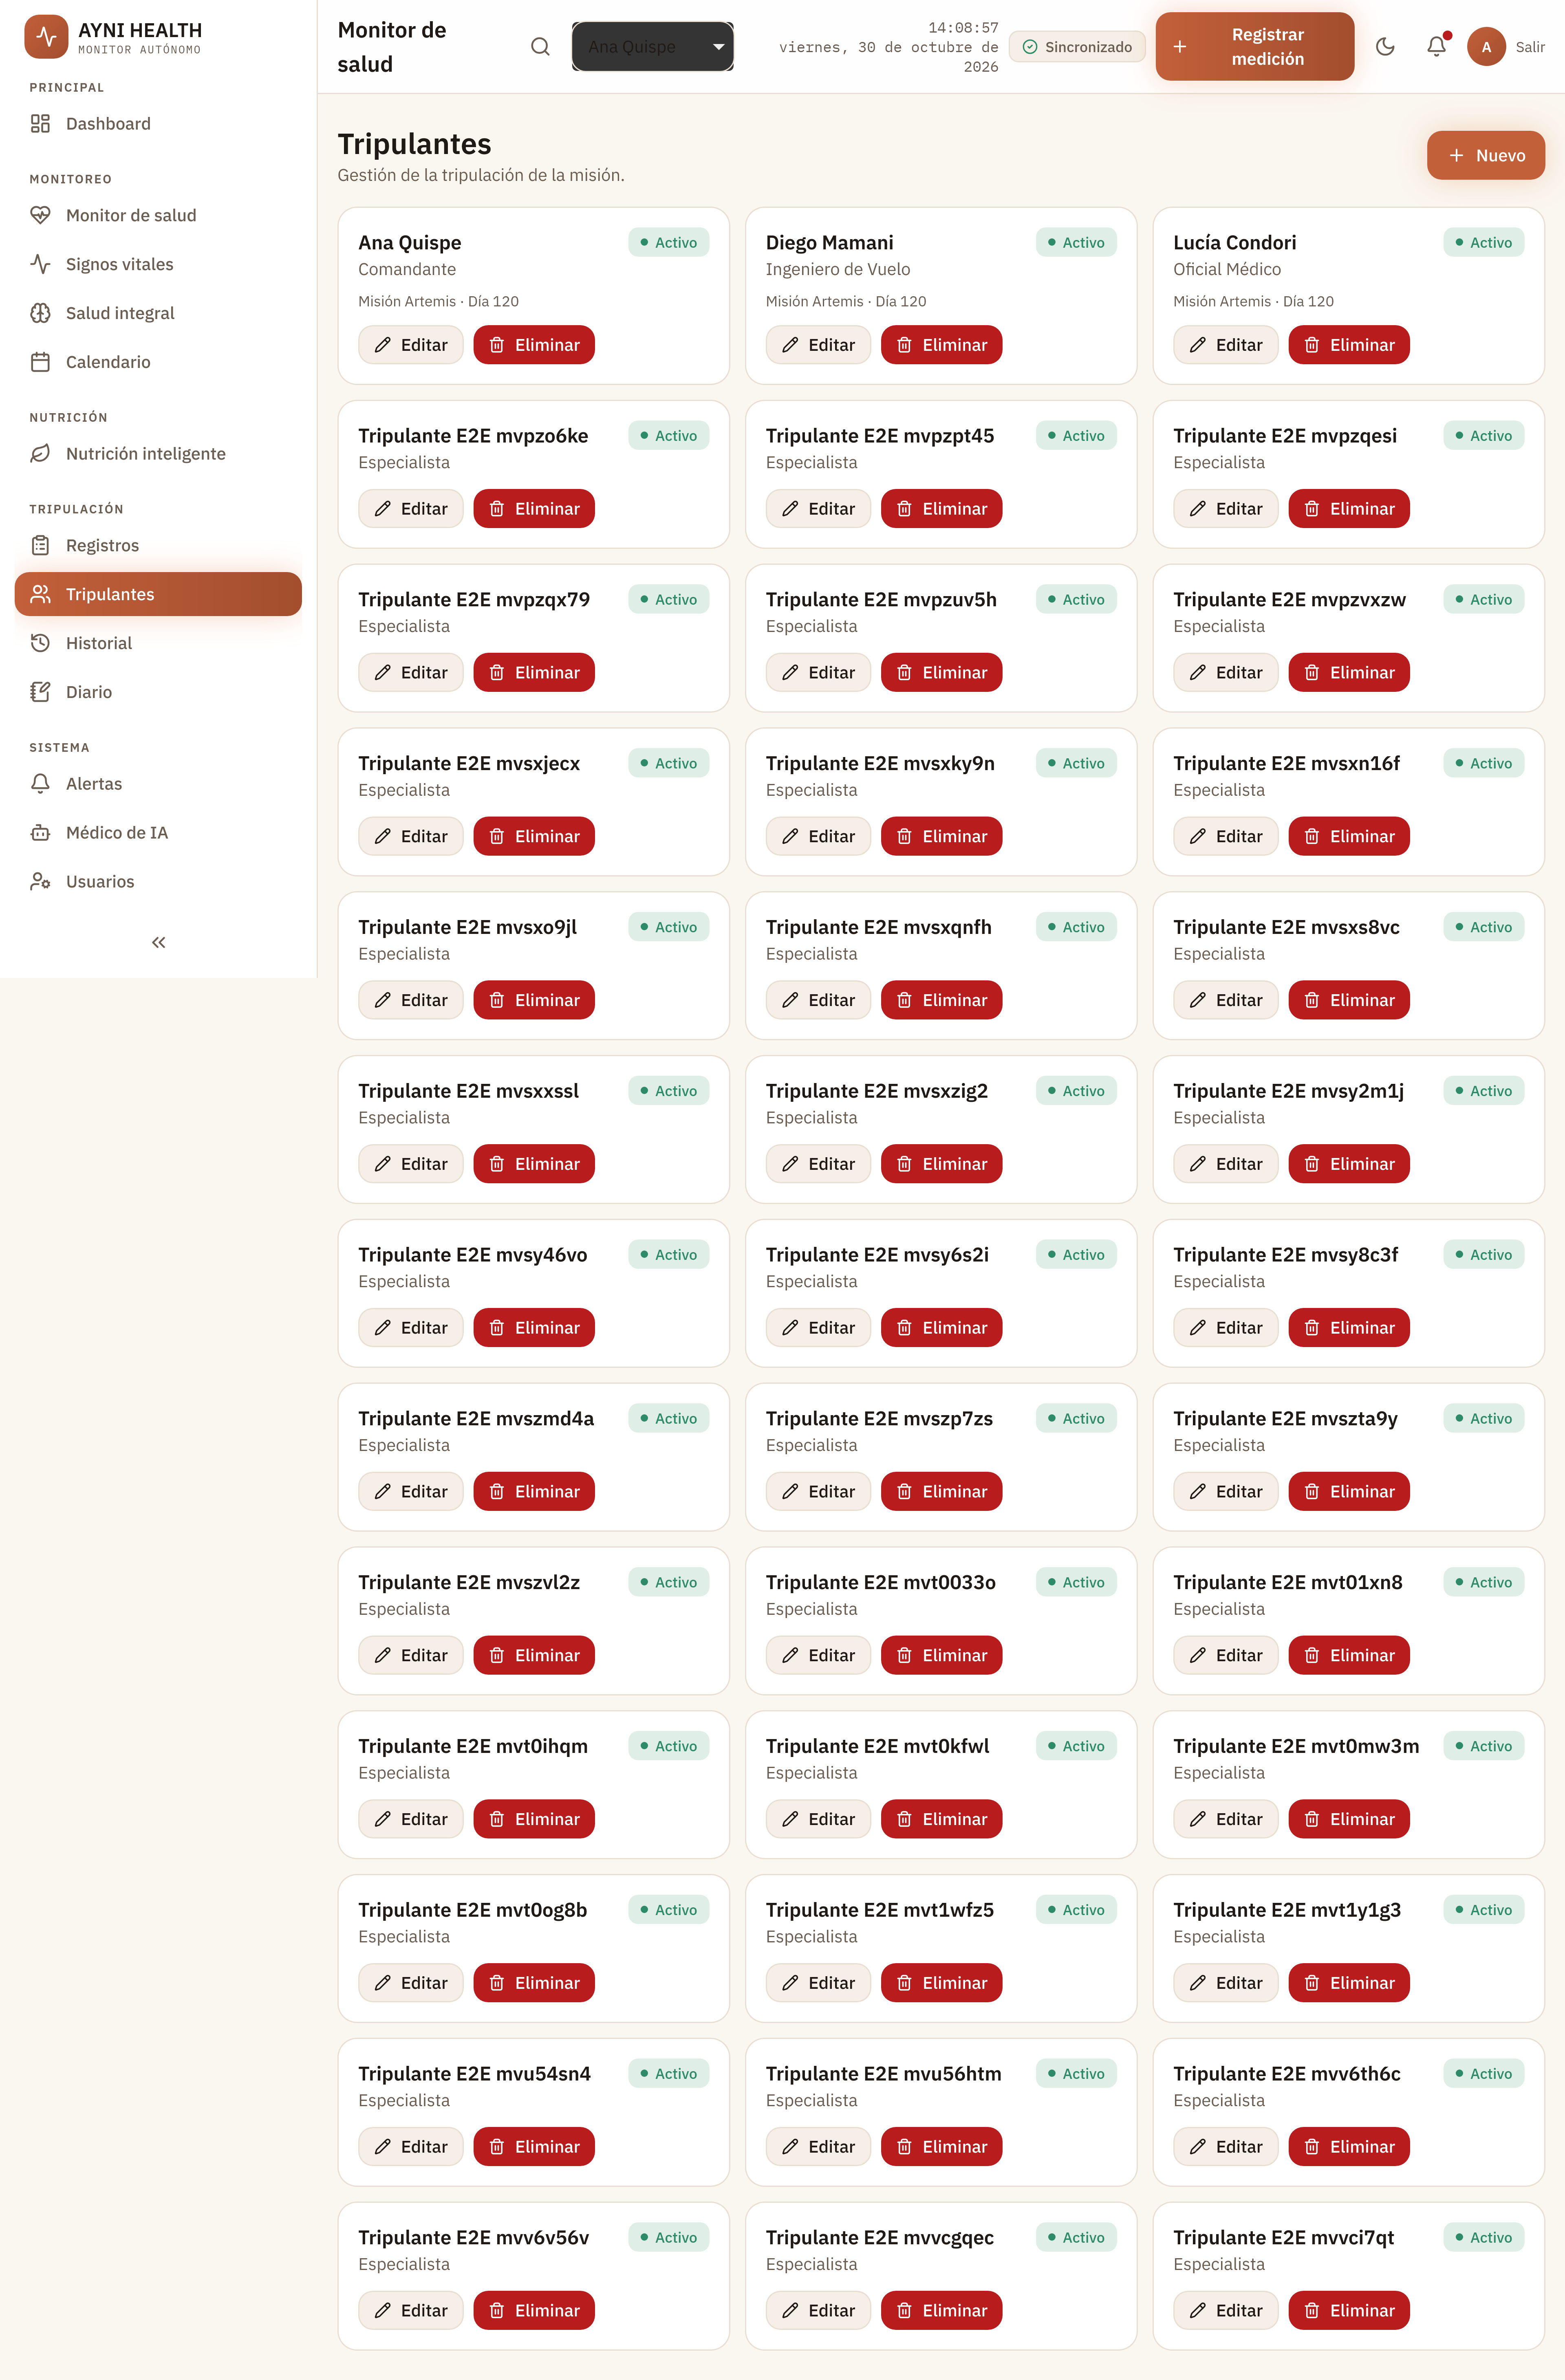 AYNI HEALTH
MONITOR AUTÓNOMO
PRINCIPAL
Dashboard
MONITOREO
Monitor de salud
Signos vitales
Salud integral
Calendario
NUTRICIÓN
Nutrición inteligente
TRIPULACIÓN
Registros
Tripulantes
Historial
Diario
SISTEMA
Alertas
Médico de IA
Usuarios
Monitor de
salud
Ana Quispe
14:08:57
viernes, 30 de octubre de
2026
Sincronizado
Registrar
medición
A
Salir
Tripulantes
Gestión de la tripulación de la misión.
Nuevo
Ana Quispe
Activo
Comandante
Misión Artemis · Día 120
Editar
Eliminar
Diego Mamani
Activo
Ingeniero de Vuelo
Misión Artemis · Día 120
Editar
Eliminar
Lucía Condori
Activo
Oficial Médico
Misión Artemis · Día 120
Editar
Eliminar
Tripulante E2E mvpzo6ke
Activo
Especialista
Editar
Eliminar
Tripulante E2E mvpzpt45
Activo
Especialista
Editar
Eliminar
Tripulante E2E mvpzqesi
Activo
Especialista
Editar
Eliminar
Tripulante E2E mvpzqx79
Activo
Especialista
Editar
Eliminar
Tripulante E2E mvpzuv5h
Activo
Especialista
Editar
Eliminar
Tripulante E2E mvpzvxzw
Activo
Especialista
Editar
Eliminar
Tripulante E2E mvsxjecx
Activo
Especialista
Editar
Eliminar
Tripulante E2E mvsxky9n
Activo
Especialista
Editar
Eliminar
Tripulante E2E mvsxn16f
Activo
Especialista
Editar
Eliminar
Tripulante E2E mvsxo9jl
Activo
Especialista
Editar
Eliminar
Tripulante E2E mvsxqnfh
Activo
Especialista
Editar
Eliminar
Tripulante E2E mvsxs8vc
Activo
Especialista
Editar
Eliminar
Tripulante E2E mvsxxssl
Activo
Especialista
Editar
Eliminar
Tripulante E2E mvsxzig2
Activo
Especialista
Editar
Eliminar
Tripulante E2E mvsy2m1j
Activo
Especialista
Editar
Eliminar
Tripulante E2E mvsy46vo
Activo
Especialista
Editar
Eliminar
Tripulante E2E mvsy6s2i
Activo
Especialista
Editar
Eliminar
Tripulante E2E mvsy8c3f
Activo
Especialista
Editar
Eliminar
Tripulante E2E mvszmd4a
Activo
Especialista
Editar
Eliminar
Tripulante E2E mvszp7zs
Activo
Especialista
Editar
Eliminar
Tripulante E2E mvszta9y
Activo
Especialista
Editar
Eliminar
Tripulante E2E mvszvl2z
Activo
Especialista
Editar
Eliminar
Tripulante E2E mvt0033o
Activo
Especialista
Editar
Eliminar
Tripulante E2E mvt01xn8
Activo
Especialista
Editar
Eliminar
Tripulante E2E mvt0ihqm
Activo
Especialista
Editar
Eliminar
Tripulante E2E mvt0kfwl
Activo
Especialista
Editar
Eliminar
Tripulante E2E mvt0mw3m
Activo
Especialista
Editar
Eliminar
Tripulante E2E mvt0og8b
Activo
Especialista
Editar
Eliminar
Tripulante E2E mvt1wfz5
Activo
Especialista
Editar
Eliminar
Tripulante E2E mvt1y1g3
Activo
Especialista
Editar
Eliminar
Tripulante E2E mvu54sn4
Activo
Especialista
Editar
Eliminar
Tripulante E2E mvu56htm
Activo
Especialista
Editar
Eliminar
Tripulante E2E mvv6th6c
Activo
Especialista
Editar
Eliminar
Tripulante E2E mvv6v56v
Activo
Especialista
Editar
Eliminar
Tripulante E2E mvvcgqec
Activo
Especialista
Editar
Eliminar
Tripulante E2E mvvci7qt
Activo
Especialista
Editar
Eliminar